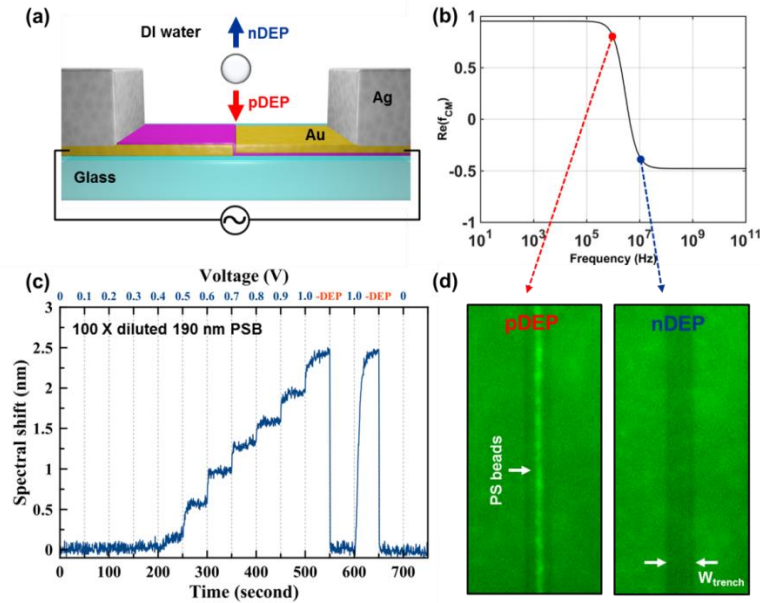 (a)
DI water
nDEP
pDEP
Ag
Au
Glass
(b)
Re(f_CM)
1
0.5
0
-0.5
-1
10^1 10^3 10^5 10^7 10^9 10^11
Frequency (Hz)
(c)
Voltage (V)
0 0.1 0.2 0.3 0.4 0.5 0.6 0.7 0.8 0.9 1.0 -DEP 1.0 -DEP 0
100 X diluted 190 nm PSB
Spectral shift (nm)
3.0
2.5
2.0
1.5
1
0.5
0
0 100 200 300 400 500 600 700
Time (second)
(d)
pDEP
PS beads
nDEP
W_trench